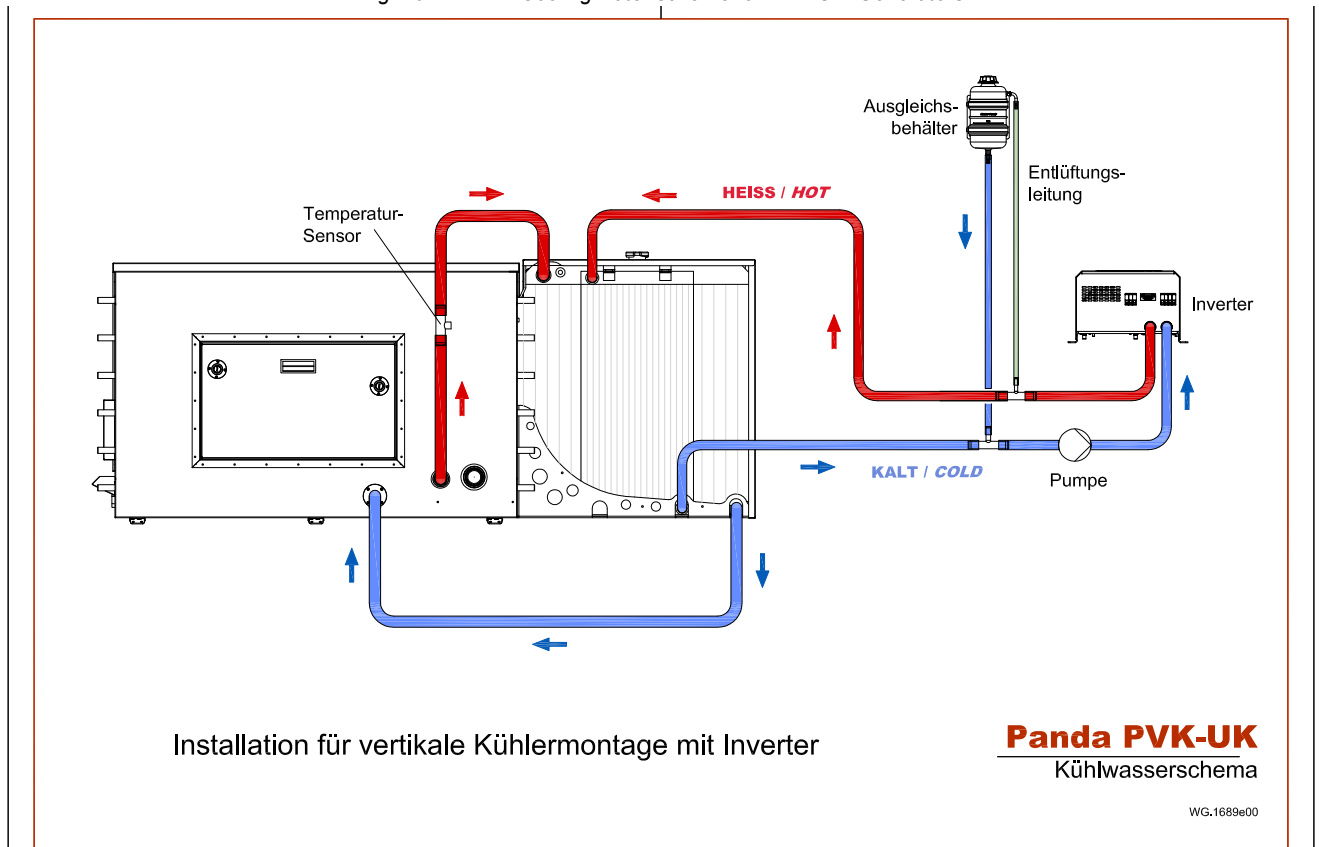 Ausgleichs-
behälter
Entlüftungs-
leitung
HEISS / HOT
Temperatur-
Sensor
Inverter
KALT / COLD
Pumpe
Installation für vertikale Kühlermontage mit Inverter
Panda PVK-UK
Kühlwasserschema
WG.1689e00